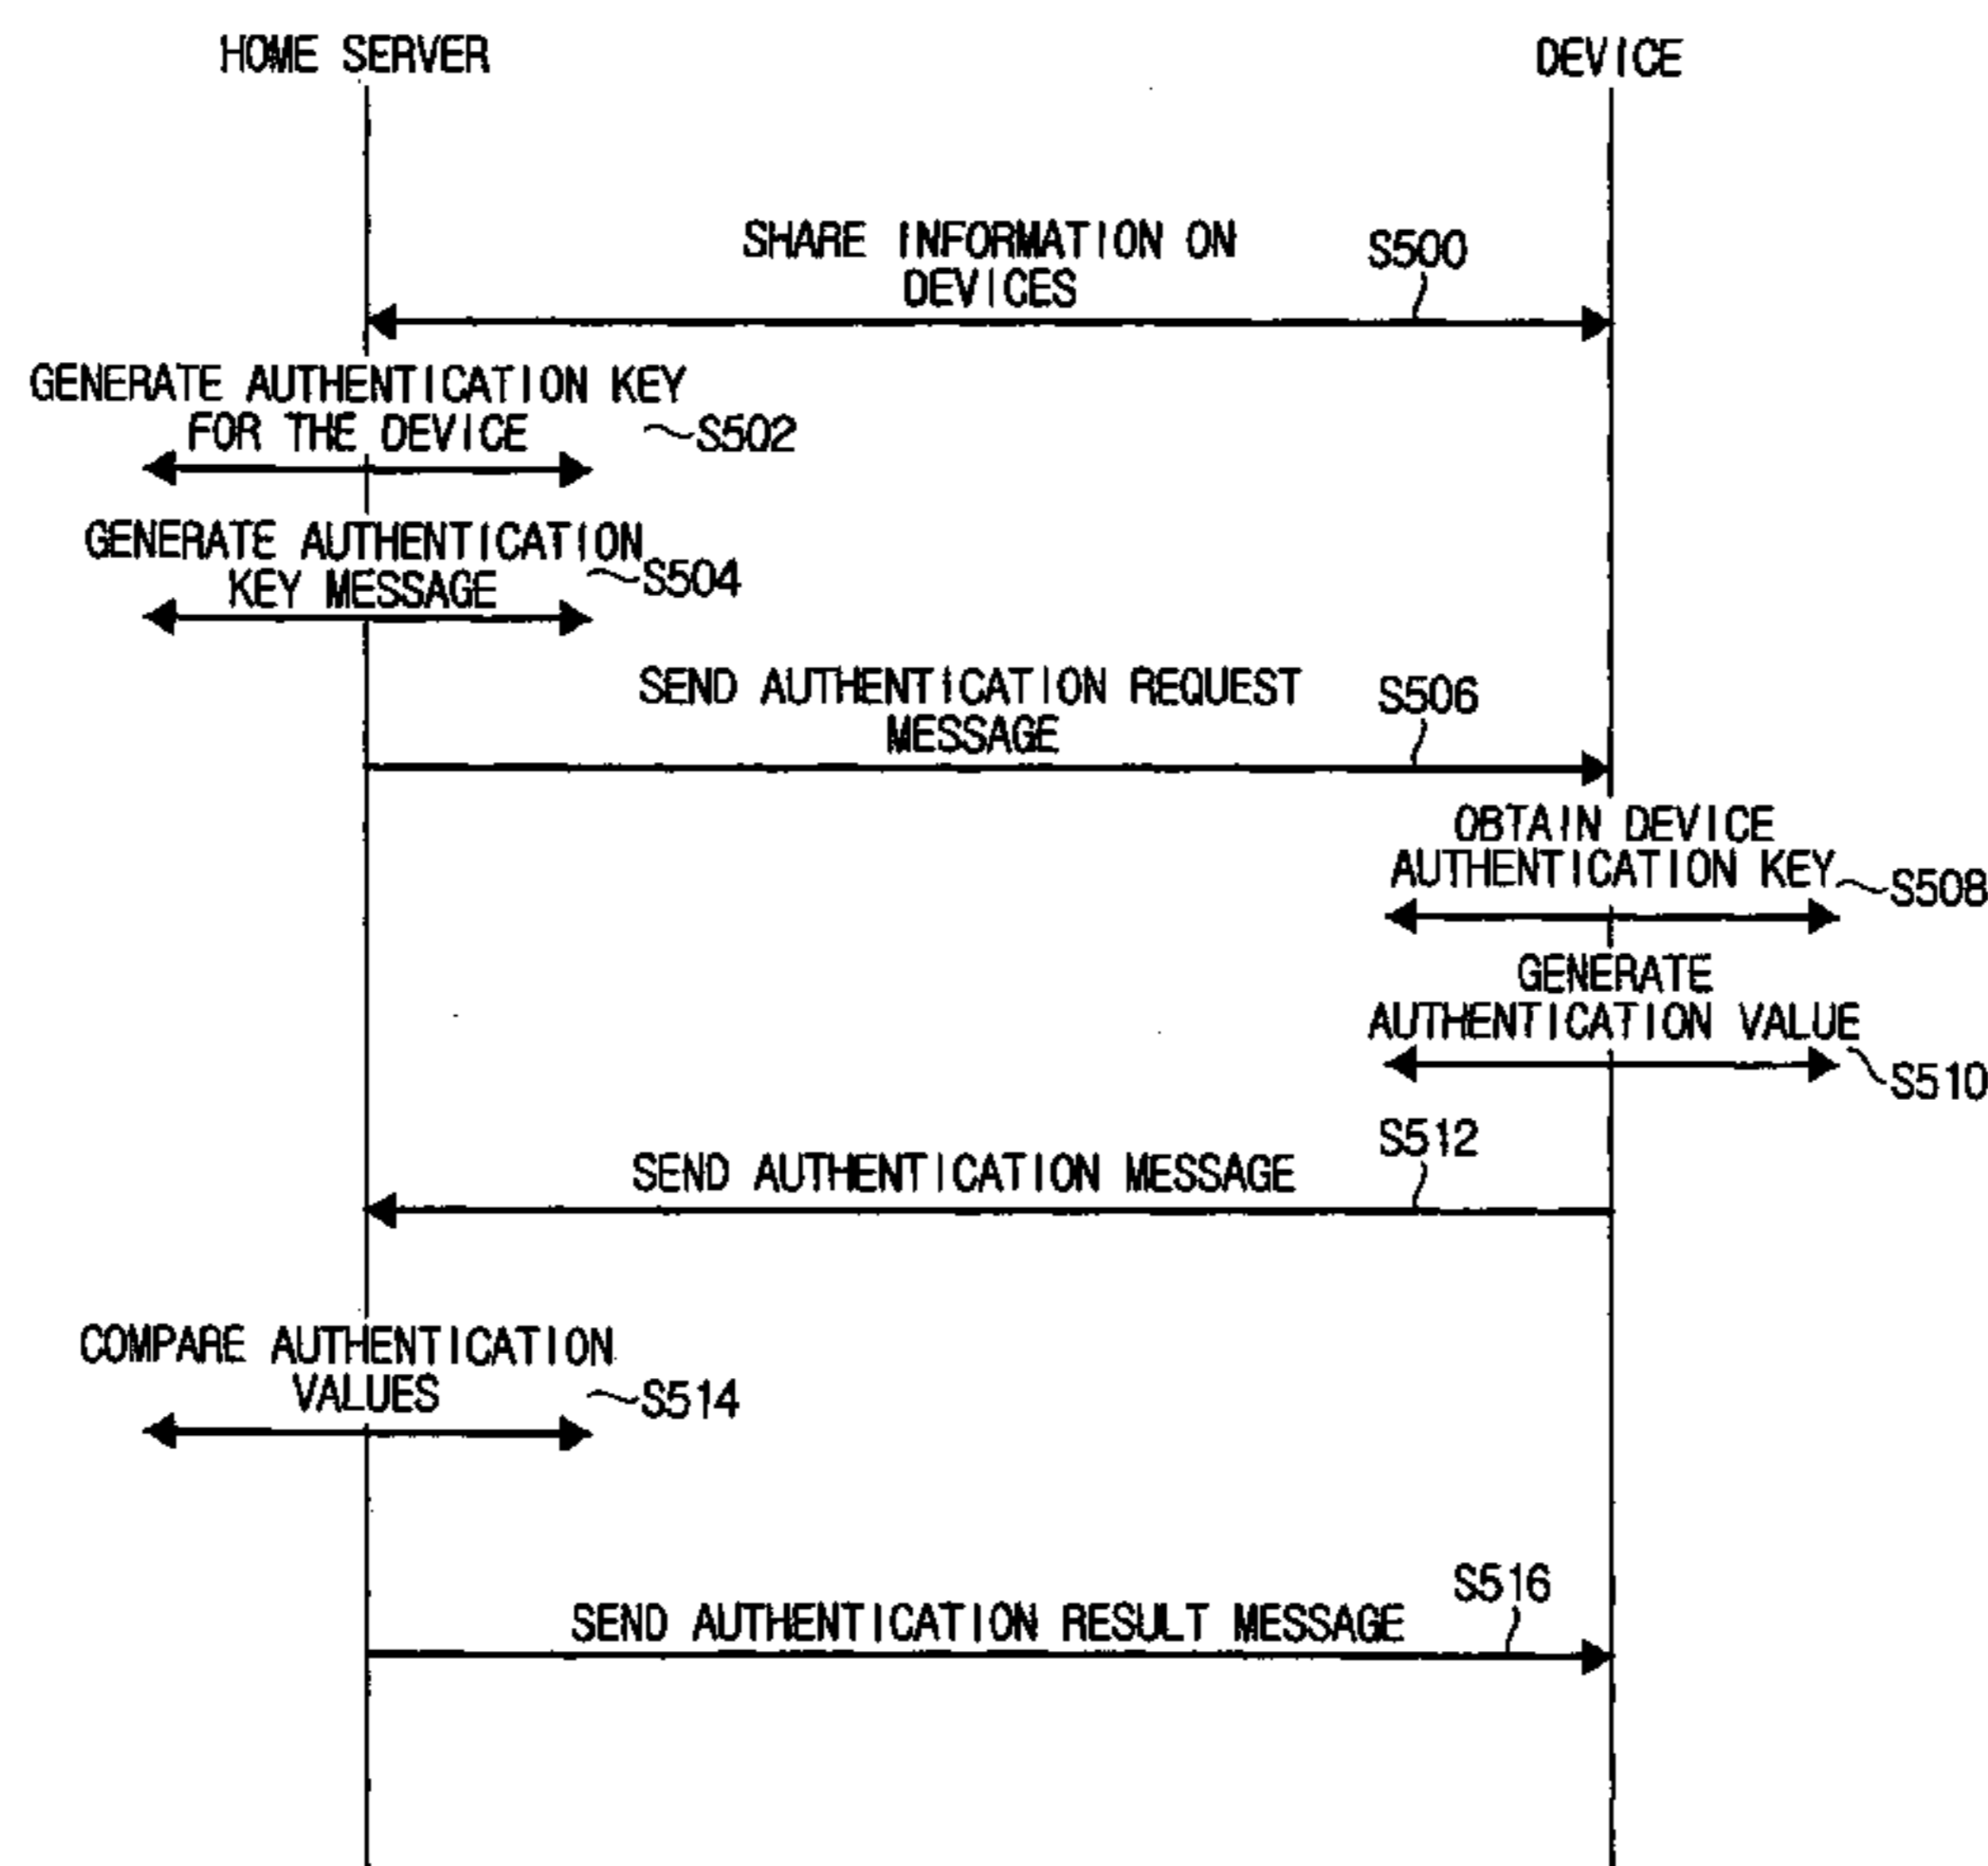 HOME SERVER
DEVICE
SHARE INFORMATION ON
DEVICES
S500
GENERATE AUTHENTICATION KEY
FOR THE DEVICE
S502
GENERATE AUTHENTICATION
KEY MESSAGE
S504
SEND AUTHENTICATION REQUEST
MESSAGE
S506
OBTAIN DEVICE
AUTHENTICATION KEY
S508
GENERATE
AUTHENTICATION VALUE
S510
S512
SEND AUTHENTICATION MESSAGE
COMPARE AUTHENTICATION
VALUES
S514
S516
SEND AUTHENTICATION RESULT MESSAGE